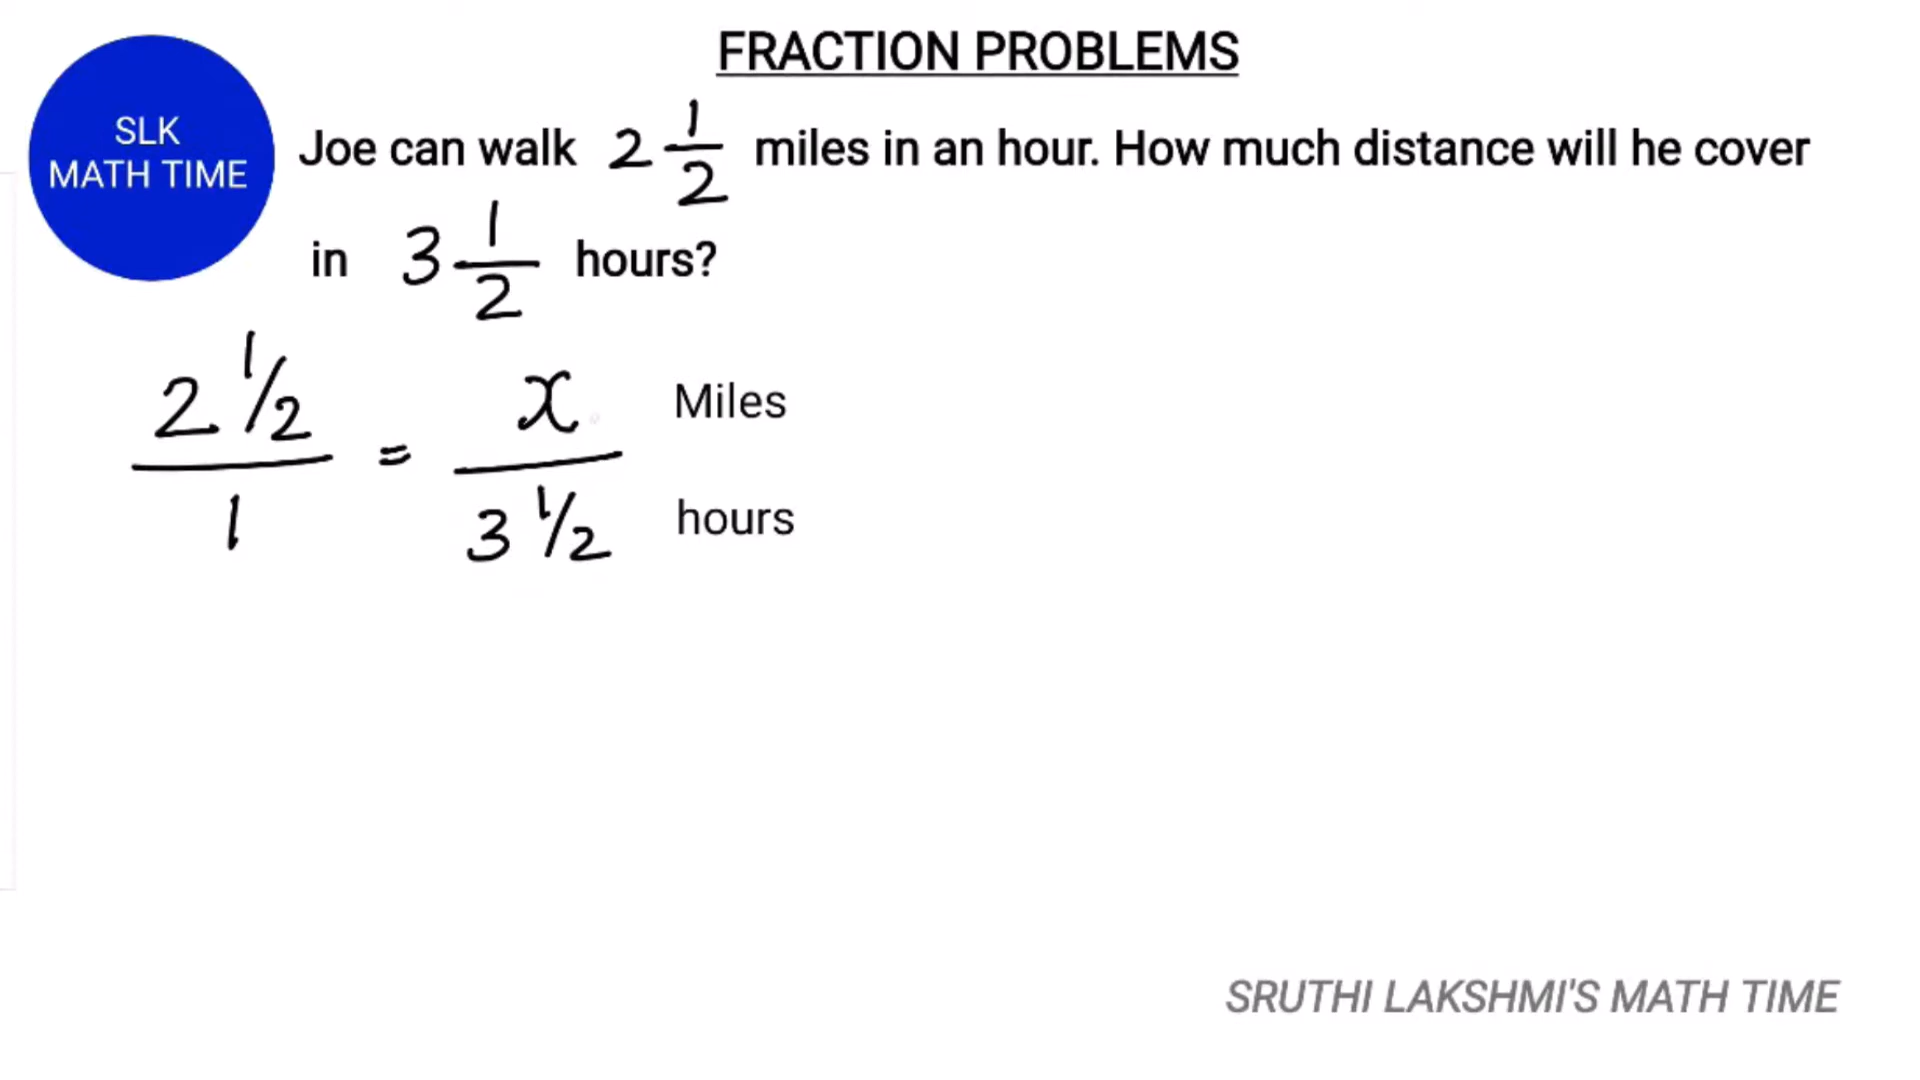 FRACTION PROBLEMS
SLK
MATH TIME
Joe can walk 2 1/2 miles in an hour. How much distance will he cover
in 3 1/2 hours?
2 1/2 / 1 = x / 3 1/2
Miles
hours
SRUTHI LAKSHMI'S MATH TIME